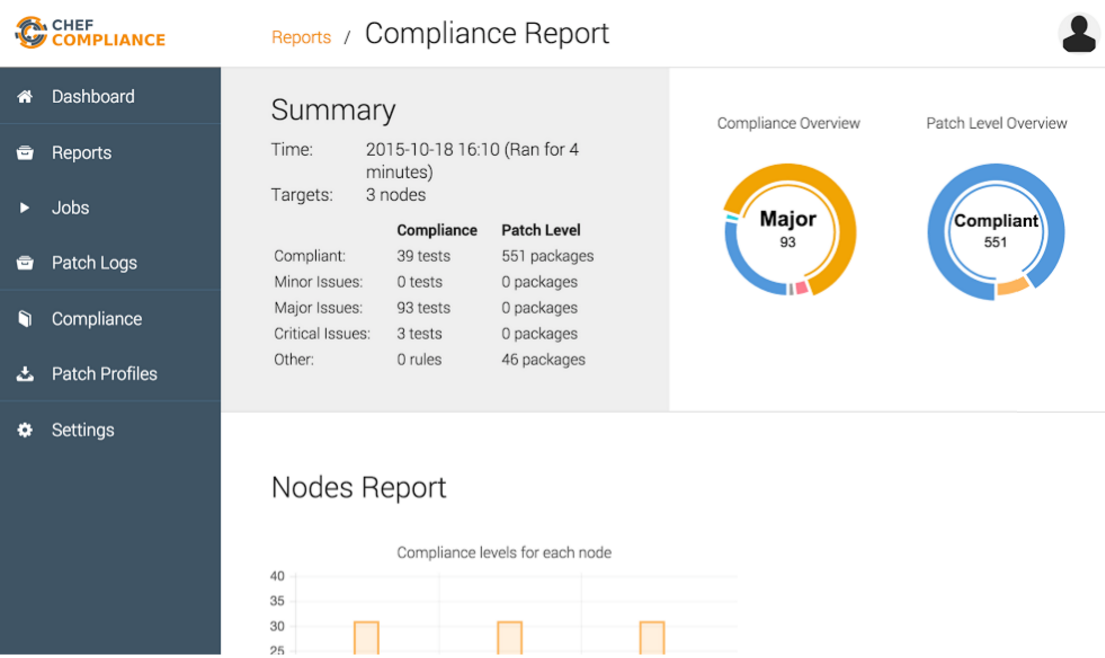 CHEF
COMPLIANCE
Reports / Compliance Report
Dashboard
Reports
Jobs
Patch Logs
Compliance
Patch Profiles
Settings
Summary
Time: 2015-10-18 16:10 (Ran for 4
minutes)
Targets: 3 nodes
Compliance Patch Level
Compliant: 39 tests 551 packages
Minor Issues: 0 tests 0 packages
Major Issues: 93 tests 0 packages
Critical Issues: 3 tests 0 packages
Other: 0 rules 46 packages
Compliance Overview
Major
93
Patch Level Overview
Compliant
551
Nodes Report
Compliance levels for each node
40
35
30
25